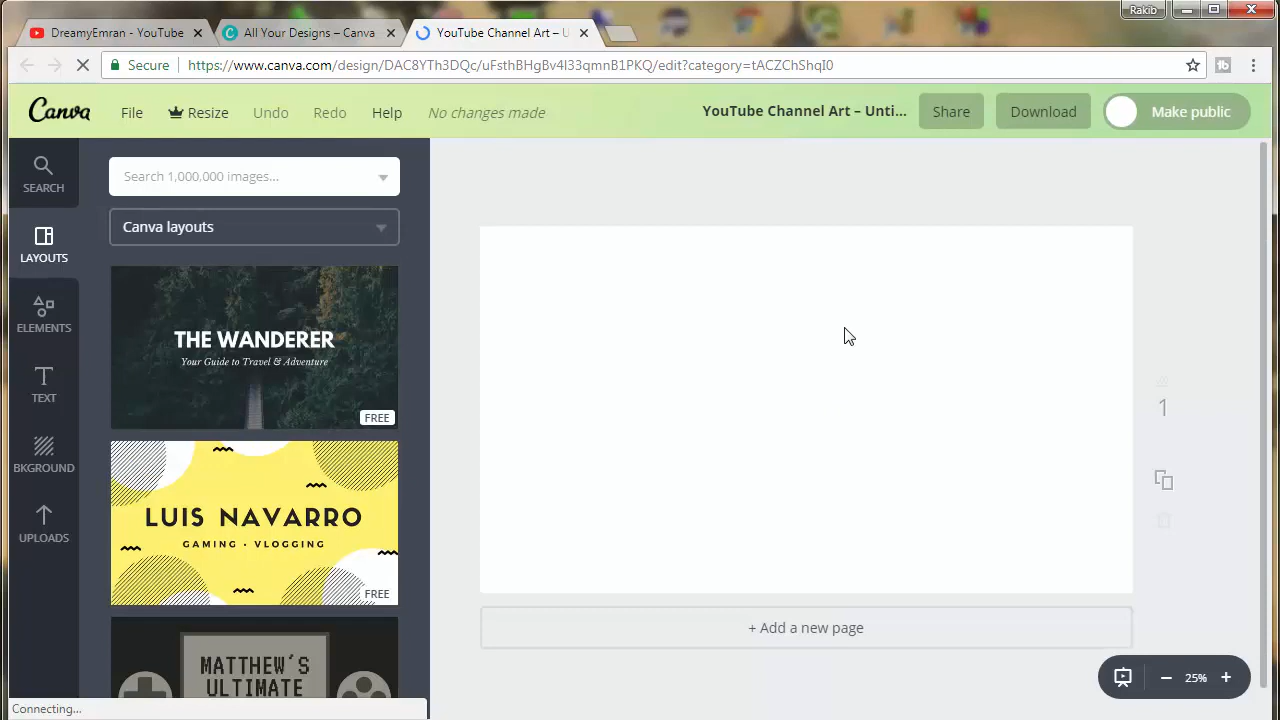 Rakib
DreamyEmran - YouTube
All Your Designs – Canva
YouTube Channel Art – U
Secure
https://www.canva.com/design/DAC8YTh3DQc/uFsthBHgBv4I33qmnB1PKQ/edit?category=tACZChShqI0
Canva
File
Resize
Undo
Redo
Help
No changes made
YouTube Channel Art – Unti...
Share
Download
Make public
SEARCH
LAYOUTS
ELEMENTS
TEXT
BKGROUND
UPLOADS
Search 1,000,000 images...
Canva layouts
THE WANDERER
Your Guide to Travel & Adventure
FREE
LUIS NAVARRO
GAMING • VLOGGING
FREE
MATTHEW'S
ULTIMATE
1
+ Add a new page
25%
Connecting...